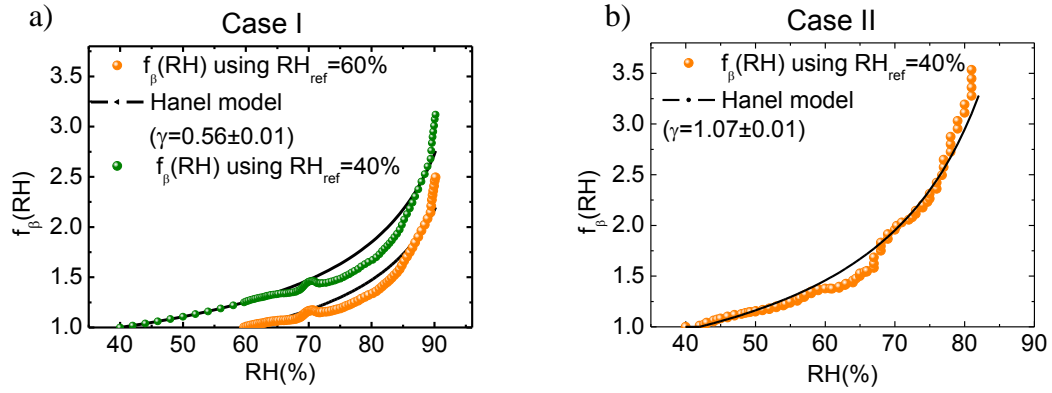 a)
Case I
f_β(RH) using RH_ref=60%
Hanel model
(γ=0.56±0.01)
f_β(RH) using RH_ref=40%
f_β(RH)
3.5
3.0
2.5
2.0
1.5
1.0
40 50 60 70 80 90
RH(%)
b)
Case II
f_β(RH) using RH_ref=40%
Hanel model
(γ=1.07±0.01)
f_β(RH)
3.5
3.0
2.5
2.0
1.5
1.0
40 50 60 70 80 90
RH(%)